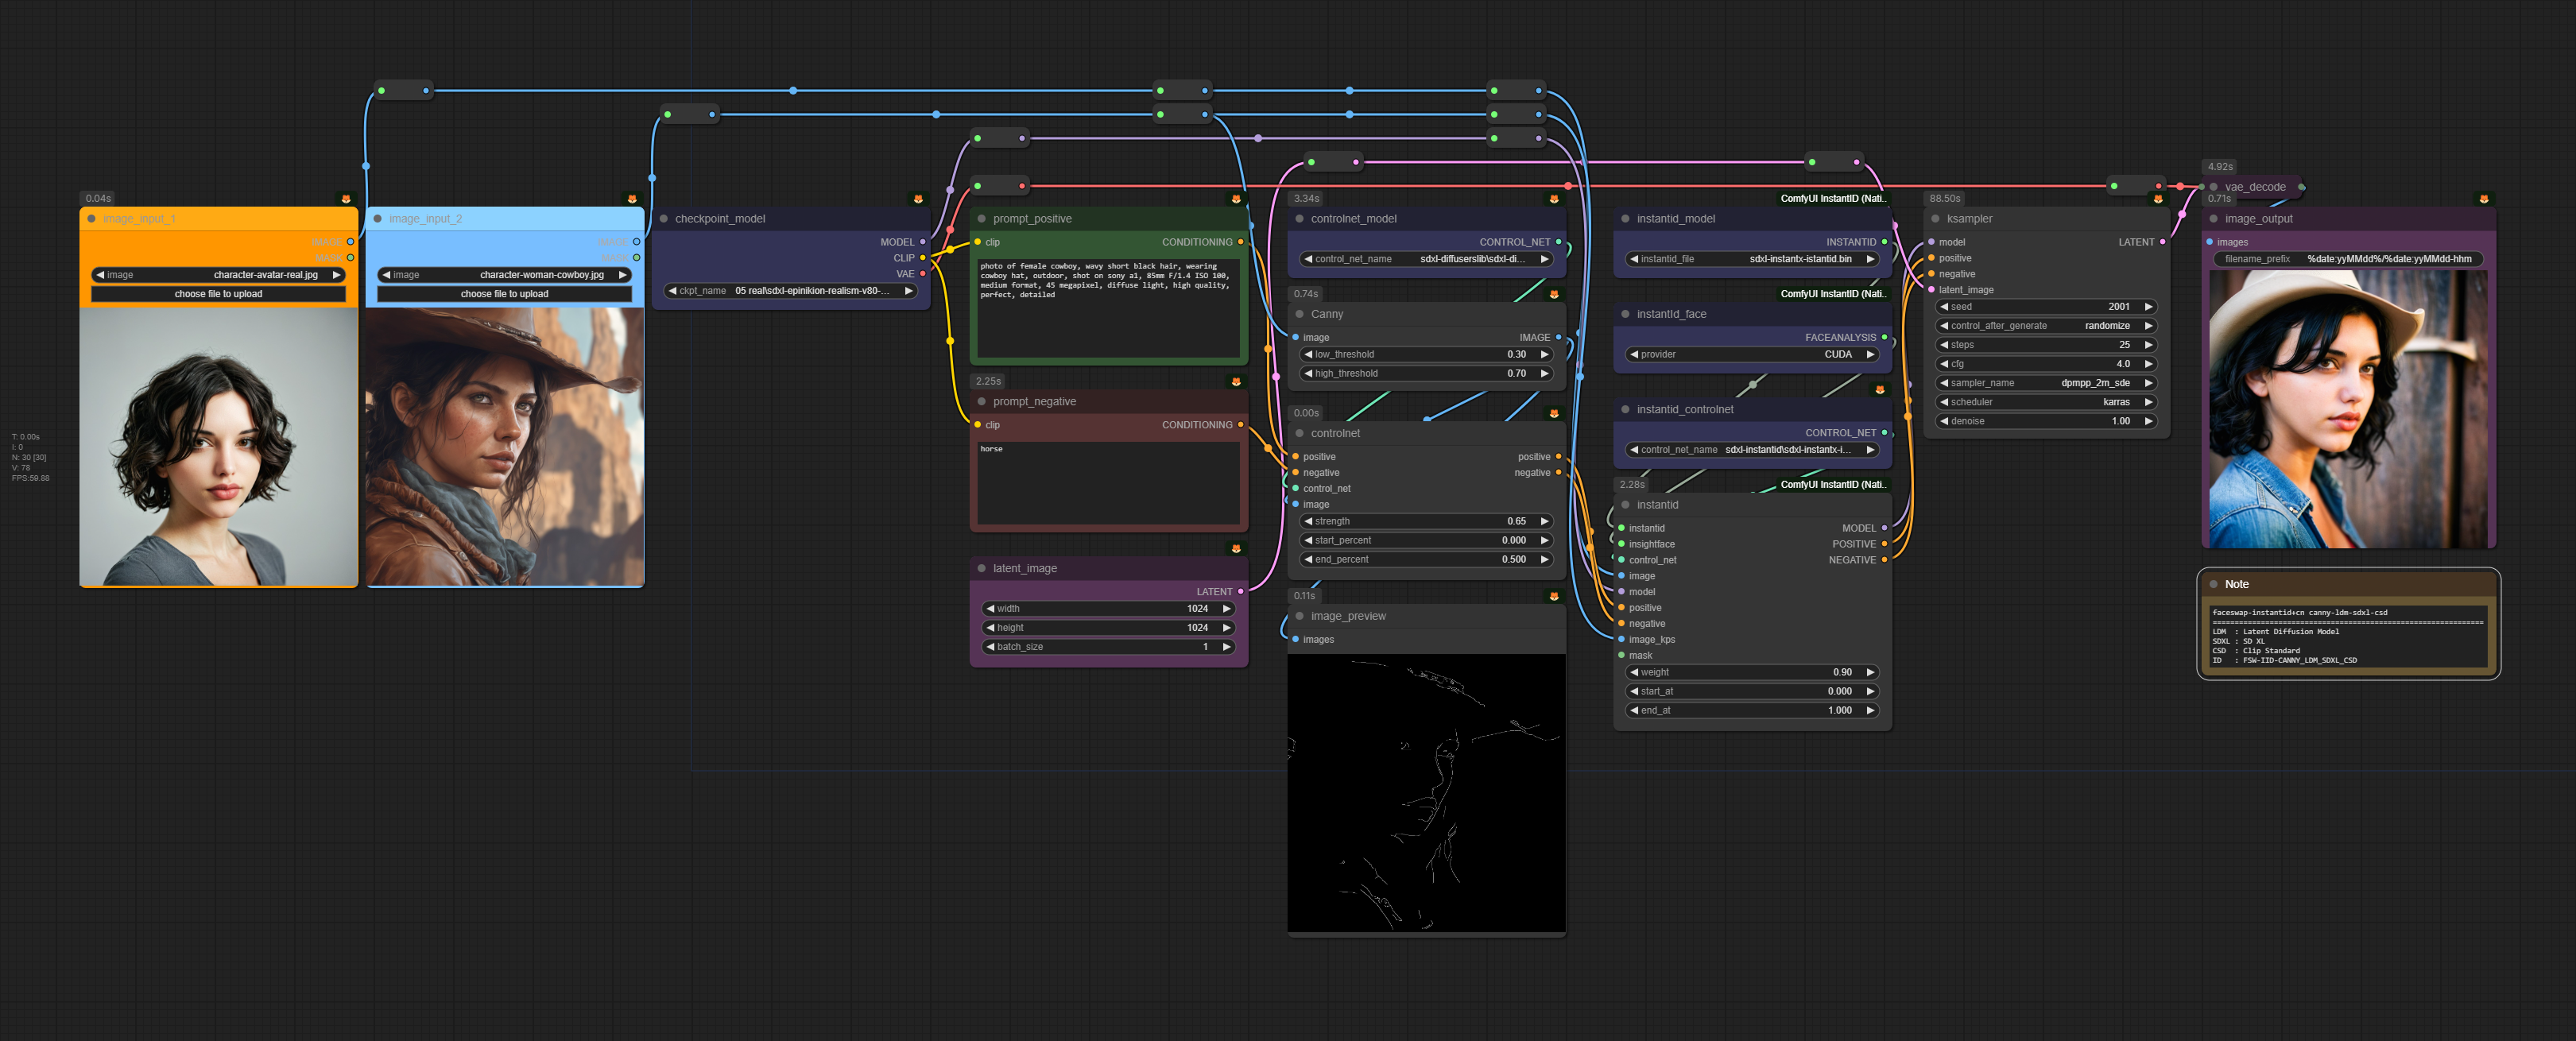 T: 0.00s
I: 0
N: 30 [30]
V: 78
FPS:59.88
0.04s
image_input_1
IMAGE
MASK
image character-avatar-real.jpg
choose file to upload
image_input_2
IMAGE
MASK
image character-woman-cowboy.jpg
choose file to upload
checkpoint_model
MODEL
CLIP
VAE
ckpt_name 05 real\sdxl-epinikion-realism-v80-...
prompt_positive
clip CONDITIONING
photo of female cowboy, wavy short black hair, wearing
cowboy hat, outdoor, shot on sony a1, 85mm F/1.4 ISO 100,
medium format, 45 megapixel, diffuse light, high quality,
perfect, detailed
2.25s
prompt_negative
clip CONDITIONING
horse
latent_image
LATENT
width 1024
height 1024
batch_size 1
3.34s
controlnet_model
CONTROL_NET
control_net_name sdxl-diffuserslib\sdxl-di...
0.74s
Canny
image IMAGE
low_threshold 0.30
high_threshold 0.70
0.00s
controlnet
positive positive
negative negative
control_net
image
strength 0.65
start_percent 0.000
end_percent 0.500
0.11s
image_preview
images
ComfyUI InstantID (Nati..
instantid_model
INSTANTID
instantid_file sdxl-instantx-istantid.bin
ComfyUI InstantID (Nati..
instantId_face
FACEANALYSIS
provider CUDA
instantid_controlnet
CONTROL_NET
control_net_name sdxl-instantid\sdxl-instantx-i...
2.28s
ComfyUI InstantID (Nati..
instantid
instantid MODEL
insightface POSITIVE
control_net NEGATIVE
image
model
positive
negative
image_kps
mask
weight 0.90
start_at 0.000
end_at 1.000
88.50s
ksampler
model LATENT
positive
negative
latent_image
seed 2001
control_after_generate randomize
steps 25
cfg 4.0
sampler_name dpmpp_2m_sde
scheduler karras
denoise 1.00
4.92s
vae_decode
0.71s
image_output
images
filename_prefix %date:yyMMdd%/%date:yyMMdd-hhm
Note
faceswap-instantid+cn canny-ldm-sdxl-csd
LDM : Latent Diffusion Model
SDXL : SD XL
CSD : Clip Standard
ID : FSW-IID-CANNY_LDM_SDXL_CSD